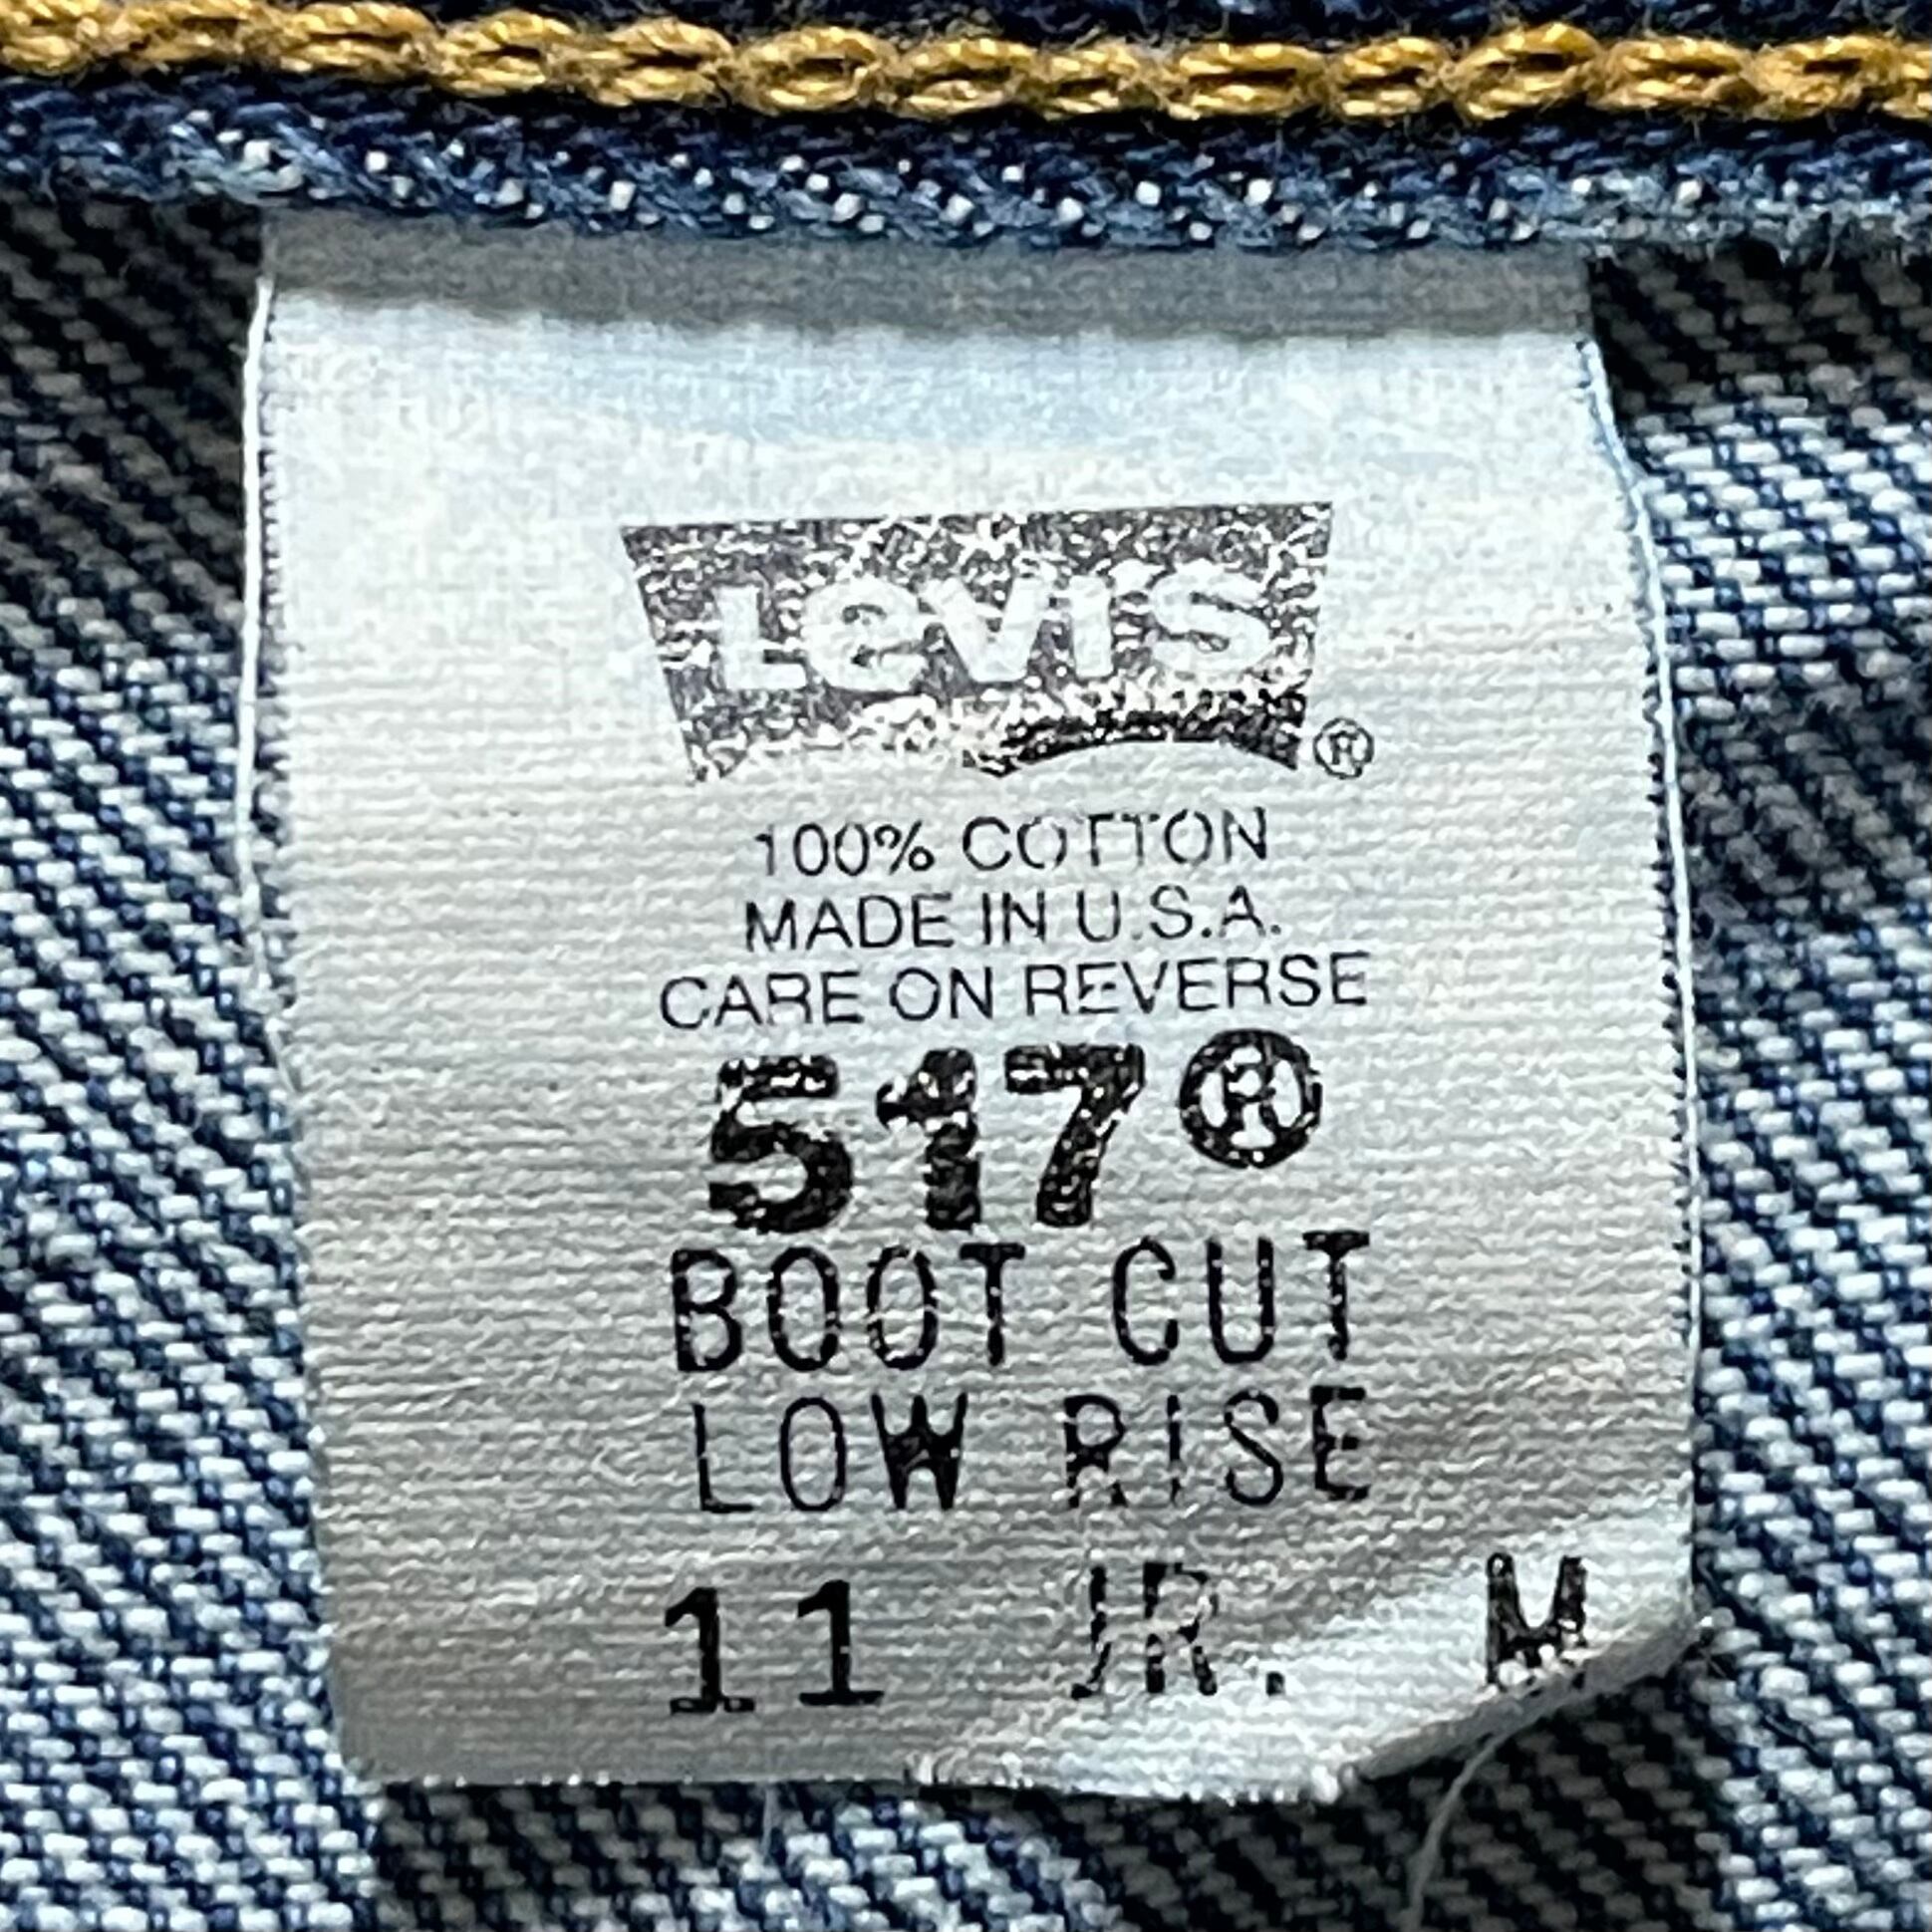 Levi's ®
100% COTTON
MADE IN U.S.A.
CARE ON REVERSE
517®
BOOT CUT
LOW RISE
11 JR. M